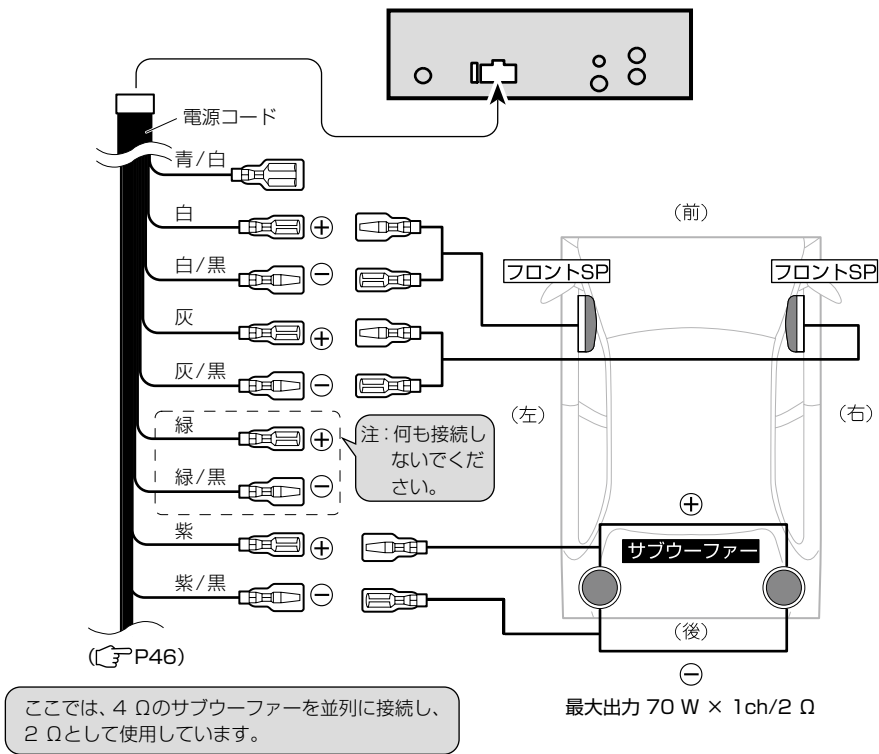 電源コード
青/白
白
⊕
白/黒
⊖
灰
⊕
灰/黒
⊖
緑
⊕
緑/黒
⊖
注：何も接続し
ないでくだ
さい。
紫
⊕
紫/黒
⊖
(☞P46)
（前）
フロントSP
フロントSP
（左）
（右）
⊕
サブウーファー
（後）
⊖
最大出力 70 W × 1ch/2 Ω
ここでは、4 Ωのサブウーファーを並列に接続し、
2 Ωとして使用しています。